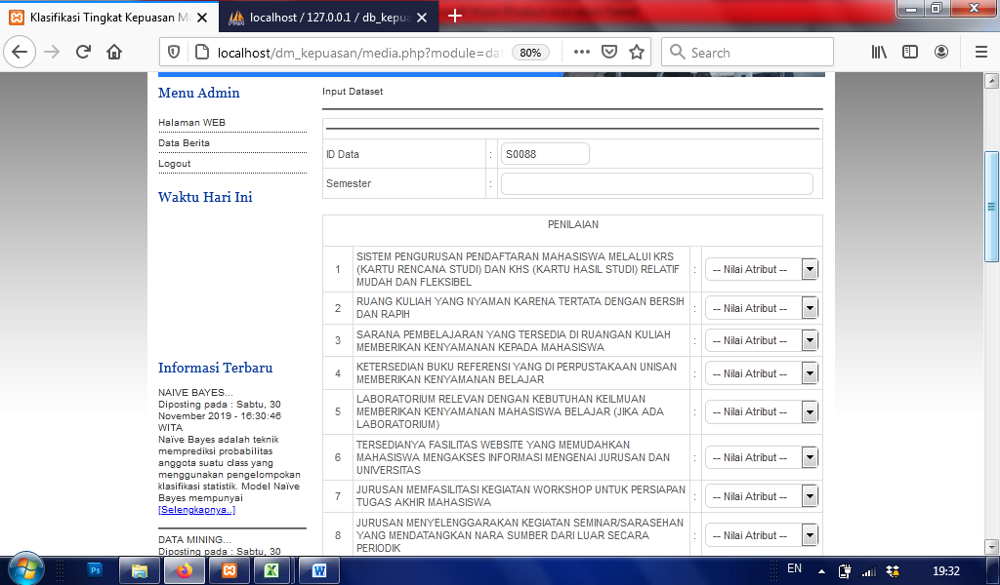 Klasifikasi Tingkat Kepuasan M
localhost / 127.0.0.1 / db_kepua
localhost/dm_kepuasan/media.php?module=dat
80%
Search
Menu Admin
Halaman WEB
Data Berita
Logout
Waktu Hari Ini
Informasi Terbaru
NAIVE BAYES...
Diposting pada : Sabtu, 30
November 2019 - 16:30:46
WITA
Naïve Bayes adalah teknik
memprediksi probabilitas
anggota suatu class yang
menggunakan pengelompokan
klasifikasi statistik. Model Naïve
Bayes mempunyai
[Selengkapnya..]
DATA MINING...
Diposting pada : Sabtu, 30
Input Dataset
ID Data : S0088
Semester :
PENILAIAN
1 SISTEM PENGURUSAN PENDAFTARAN MAHASISWA MELALUI KRS
(KARTU RENCANA STUDI) DAN KHS (KARTU HASIL STUDI) RELATIF
MUDAH DAN FLEKSIBEL : -- Nilai Atribut --
2 RUANG KULIAH YANG NYAMAN KARENA TERTATA DENGAN BERSIH
DAN RAPIH : -- Nilai Atribut --
3 SARANA PEMBELAJARAN YANG TERSEDIA DI RUANGAN KULIAH
MEMBERIKAN KENYAMANAN KEPADA MAHASISWA : -- Nilai Atribut --
4 KETERSEDIAN BUKU REFERENSI YANG DI PERPUSTAKAAN UNISAN
MEMBERIKAN KENYAMANAN BELAJAR : -- Nilai Atribut --
5 LABORATORIUM RELEVAN DENGAN KEBUTUHAN KEILMUAN
MEMBERIKAN KENYAMANAN MAHASISWA BELAJAR (JIKA ADA
LABORATORIUM) : -- Nilai Atribut --
6 TERSEDIANYA FASILITAS WEBSITE YANG MEMUDAHKAN
MAHASISWA MENGAKSES INFORMASI MENGENAI JURUSAN DAN
UNIVERSITAS : -- Nilai Atribut --
7 JURUSAN MEMFASILITASI KEGIATAN WORKSHOP UNTUK PERSIAPAN
TUGAS AKHIR MAHASISWA : -- Nilai Atribut --
8 JURUSAN MENYELENGGARAKAN KEGIATAN SEMINAR/SARASEHAN
YANG MENDATANGKAN NARA SUMBER DARI LUAR SECARA
PERIODIK : -- Nilai Atribut --
Ps
EN
19:32